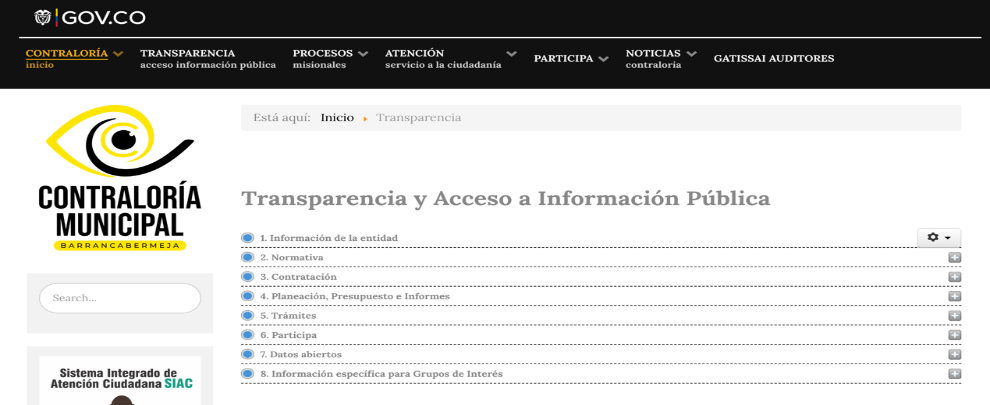 GOV.CO
CONTRALORÍA
inicio
TRANSPARENCIA
acceso información pública
PROCESOS
misionales
ATENCIÓN
servicio a la ciudadanía
PARTICIPA
NOTICIAS
contraloría
GATISSAI AUDITORES
CONTRALORÍA
MUNICIPAL
BARRANCABERMEJA
Search...
Sistema Integrado de
Atención Ciudadana SIAC
Está aquí: Inicio Transparencia
Transparencia y Acceso a Información Pública
1. Información de la entidad
2. Normativa
3. Contratación
4. Planeación, Presupuesto e Informes
5. Trámites
6. Participa
7. Datos abiertos
8. Información específica para Grupos de Interés